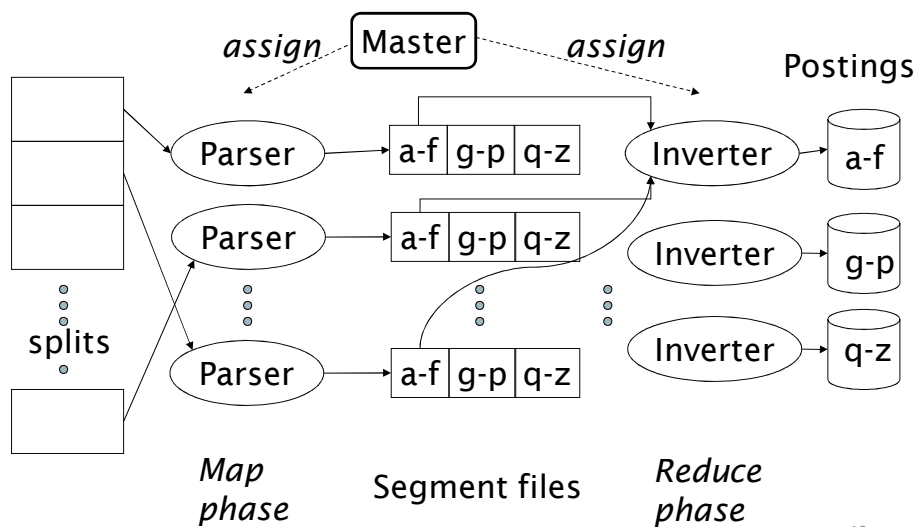 assign
Master
assign
Postings
Parser
a-f g-p q-z
Inverter
a-f
Parser
a-f g-p q-z
Inverter
g-p
splits
Parser
a-f g-p q-z
Inverter
q-z
Map
phase
Segment files
Reduce
phase